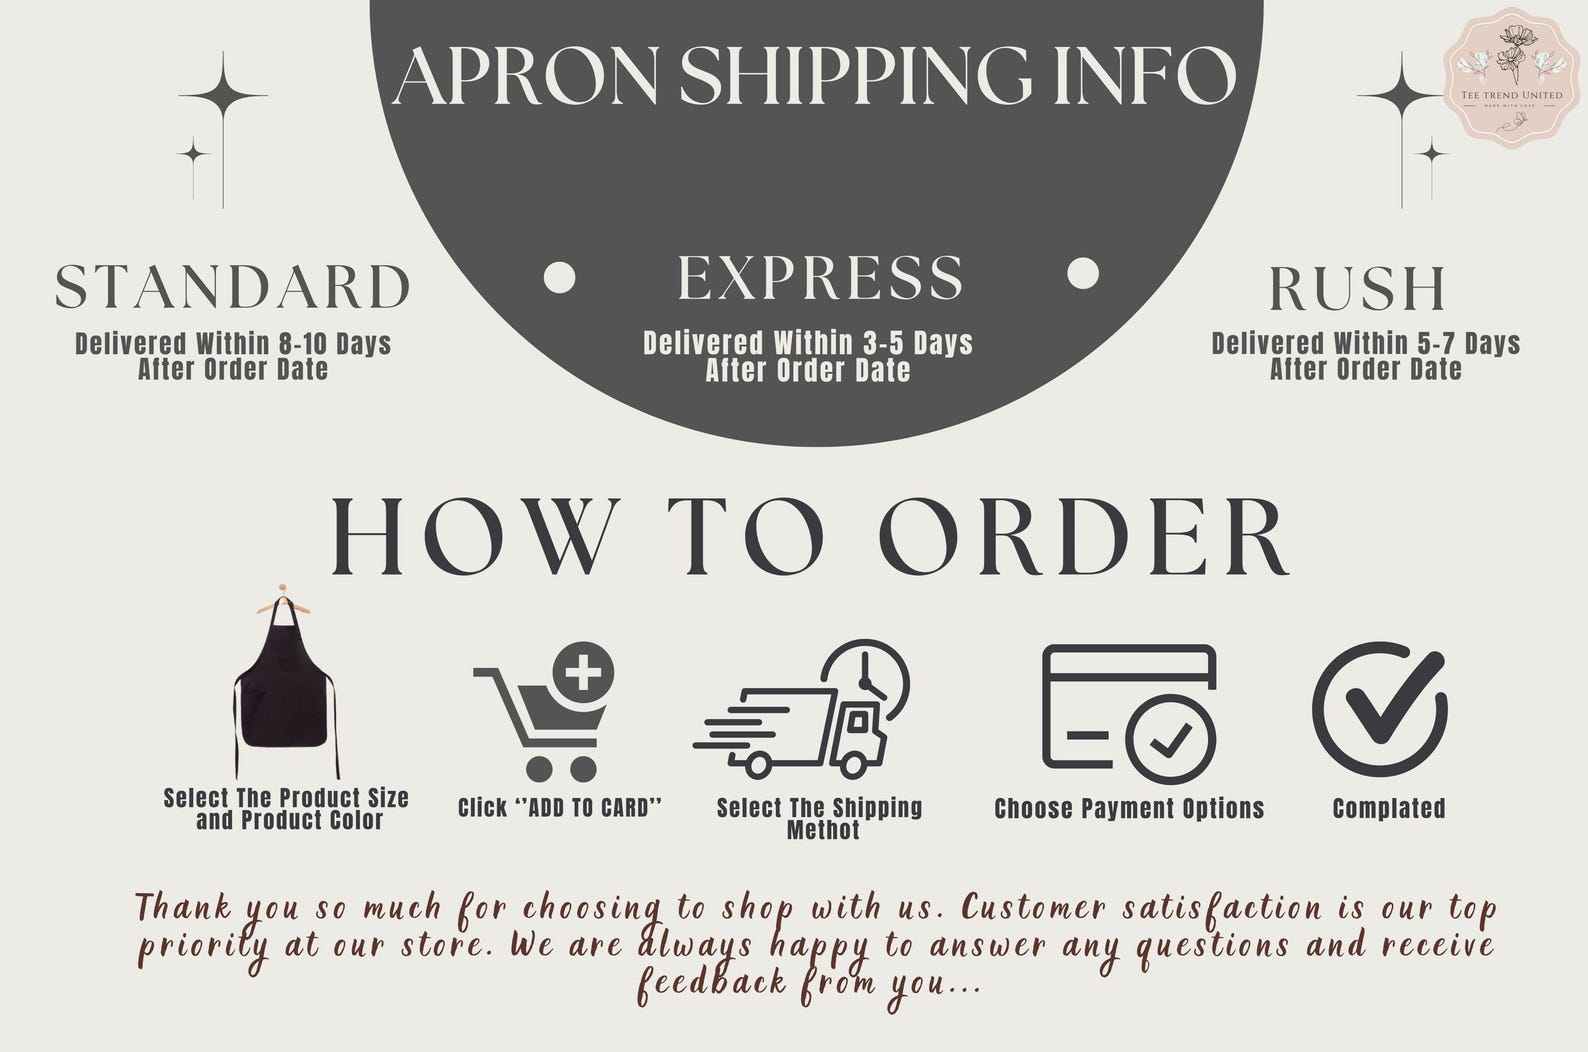 APRON SHIPPING INFO
TEE TREND UNITED
MADE WITH LOVE
STANDARD
Delivered Within 8-10 Days
After Order Date
EXPRESS
Delivered Within 3-5 Days
After Order Date
RUSH
Delivered Within 5-7 Days
After Order Date
HOW TO ORDER
Select The Product Size
and Product Color
Click ‘’ADD TO CARD’’
Select The Shipping
Methot
Choose Payment Options
Complated
Thank you so much for choosing to shop with us. Customer satisfaction is our top
priority at our store. We are always happy to answer any questions and receive
feedback from you...